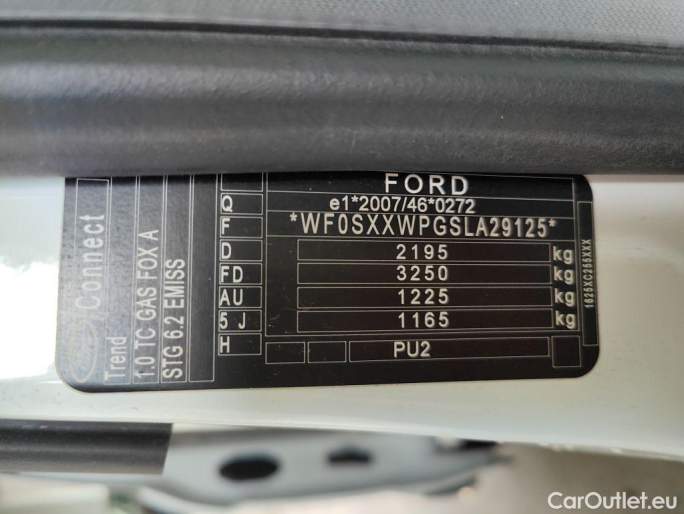 FORD
Q e1*2007/46*0272
F *WF0SXXWPGSLA29125*
D 2195 kg
FD 3250 kg
AU 1225 kg
5 J 1165 kg
H PU2
Connect
Trend
1.0 TC GAS FOX A
STG 6.2 EMISS
1625XC255XXX
CarOutlet.eu